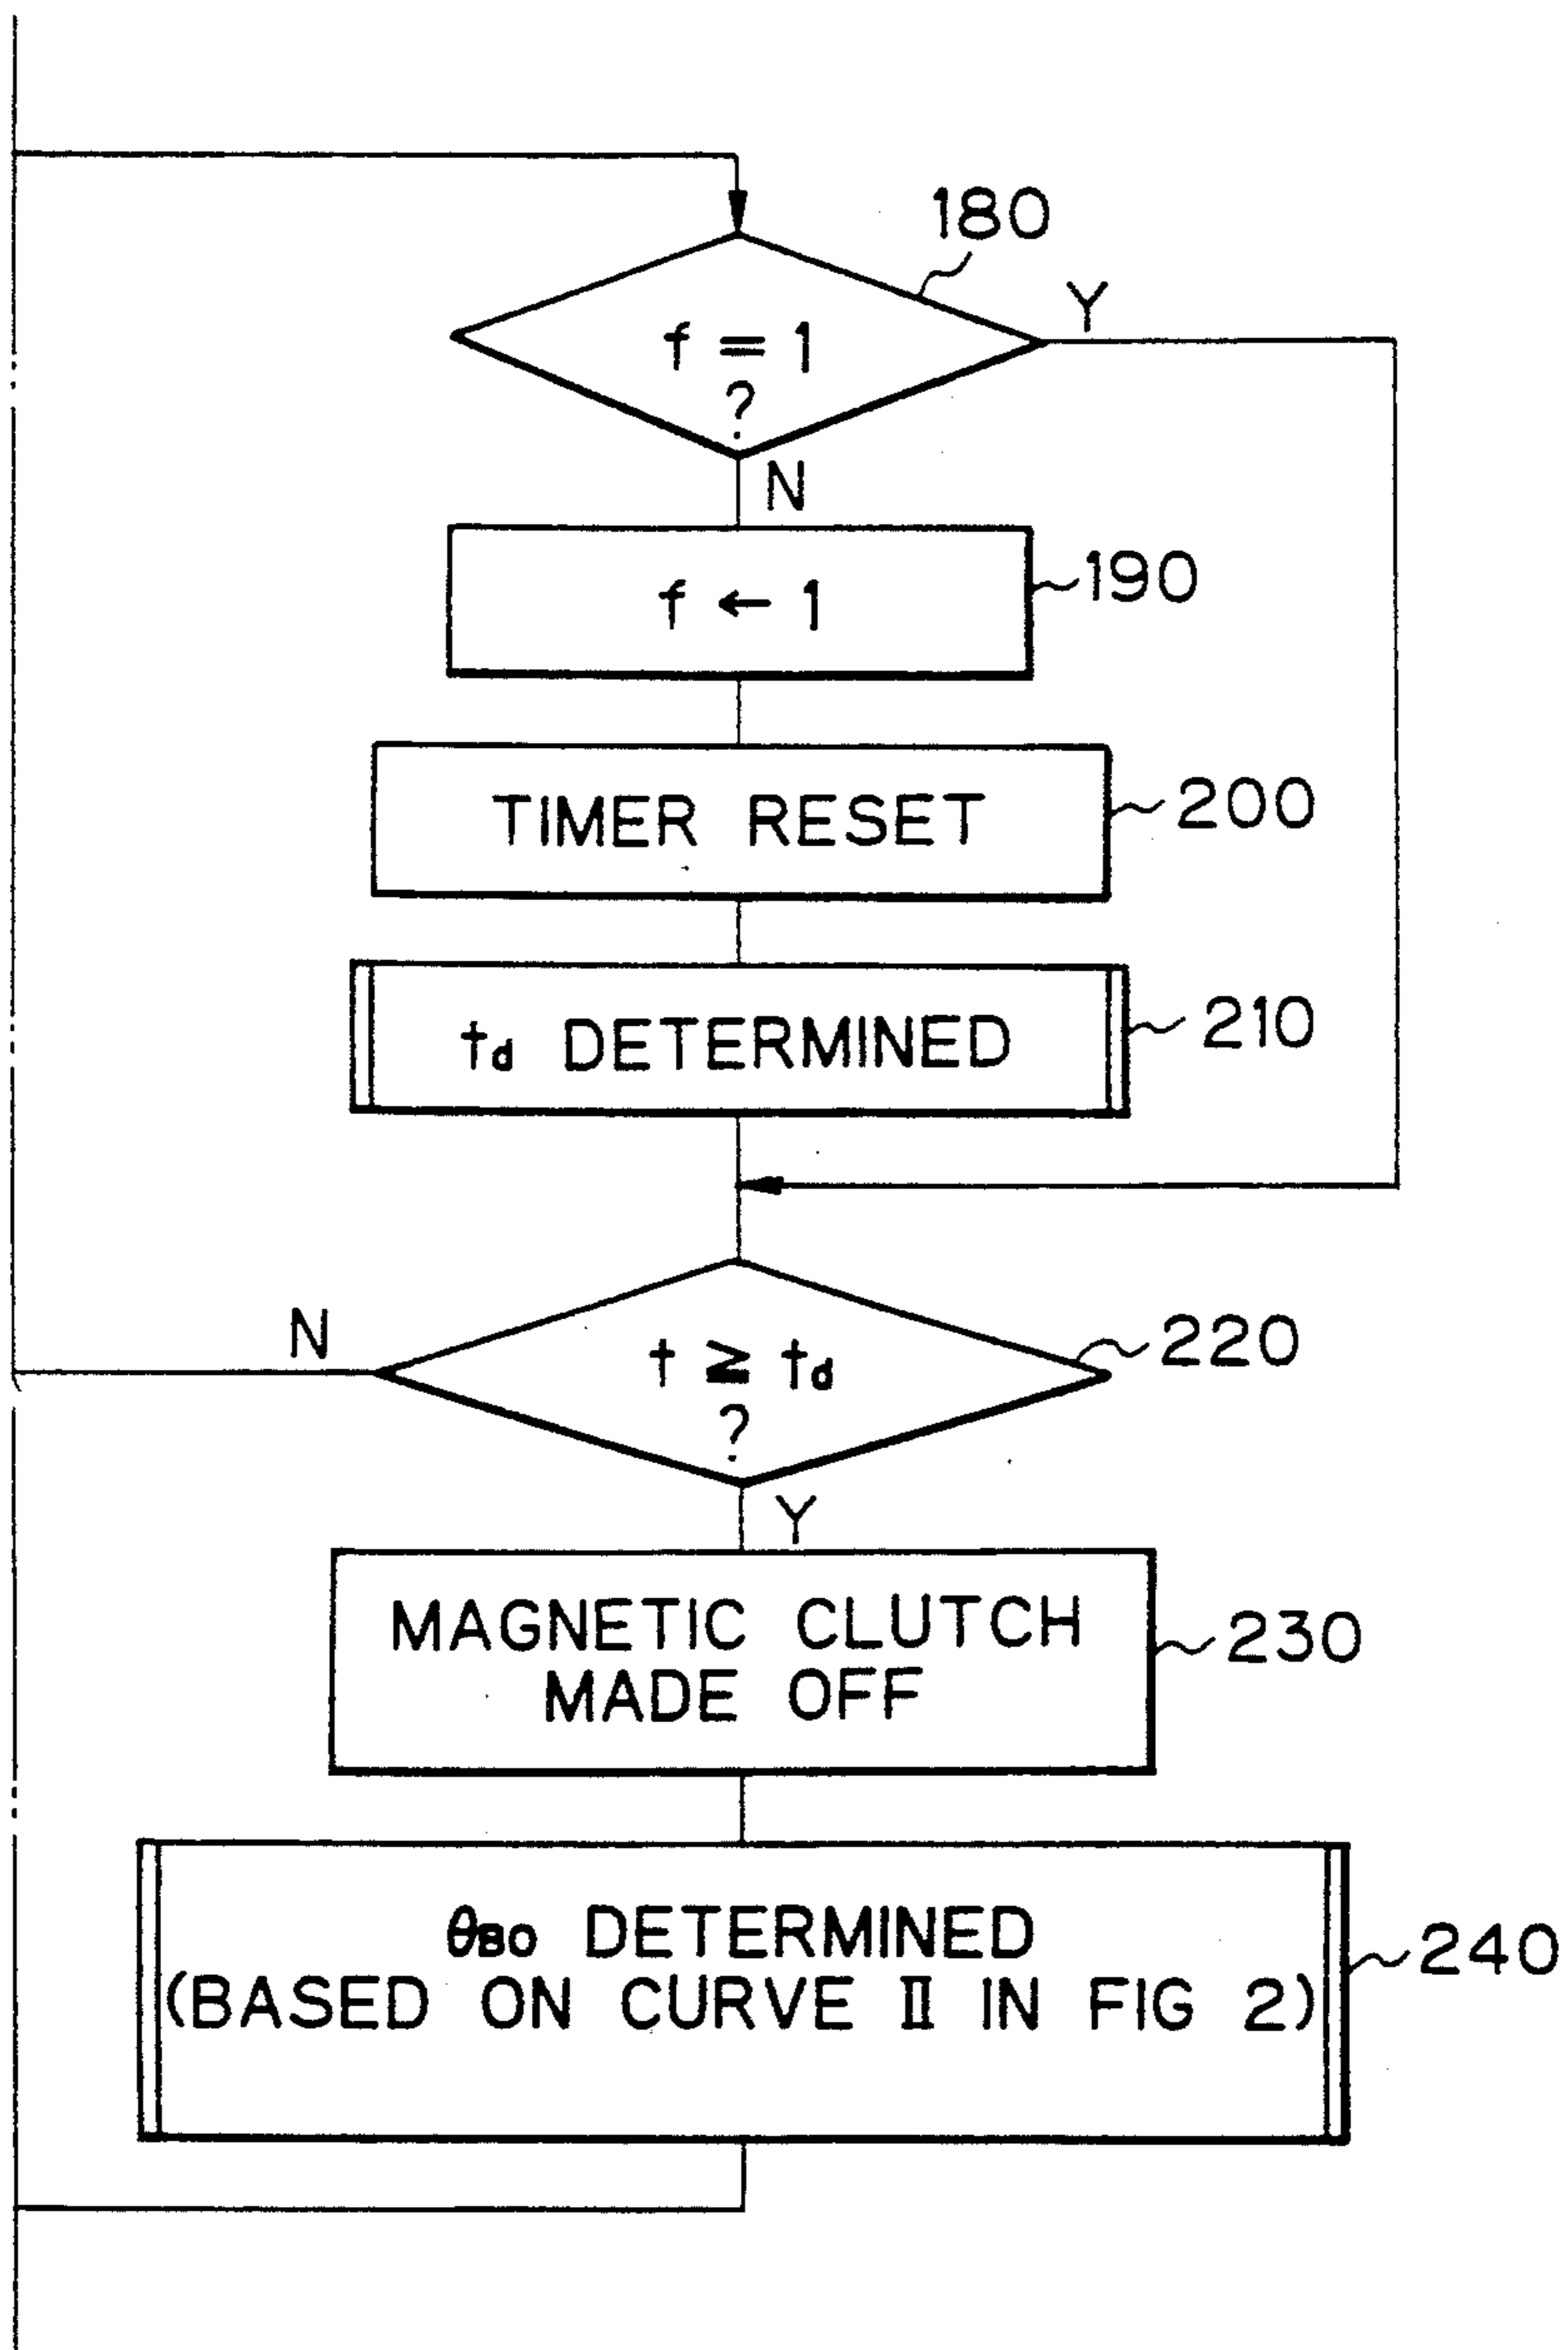 180
Y
f = 1
?
N
f ← 1
190
TIMER RESET
200
td DETERMINED
210
N
t ≧ td
?
220
Y
MAGNETIC CLUTCH
MADE OFF
230
θBO DETERMINED
(BASED ON CURVE II IN FIG 2)
240